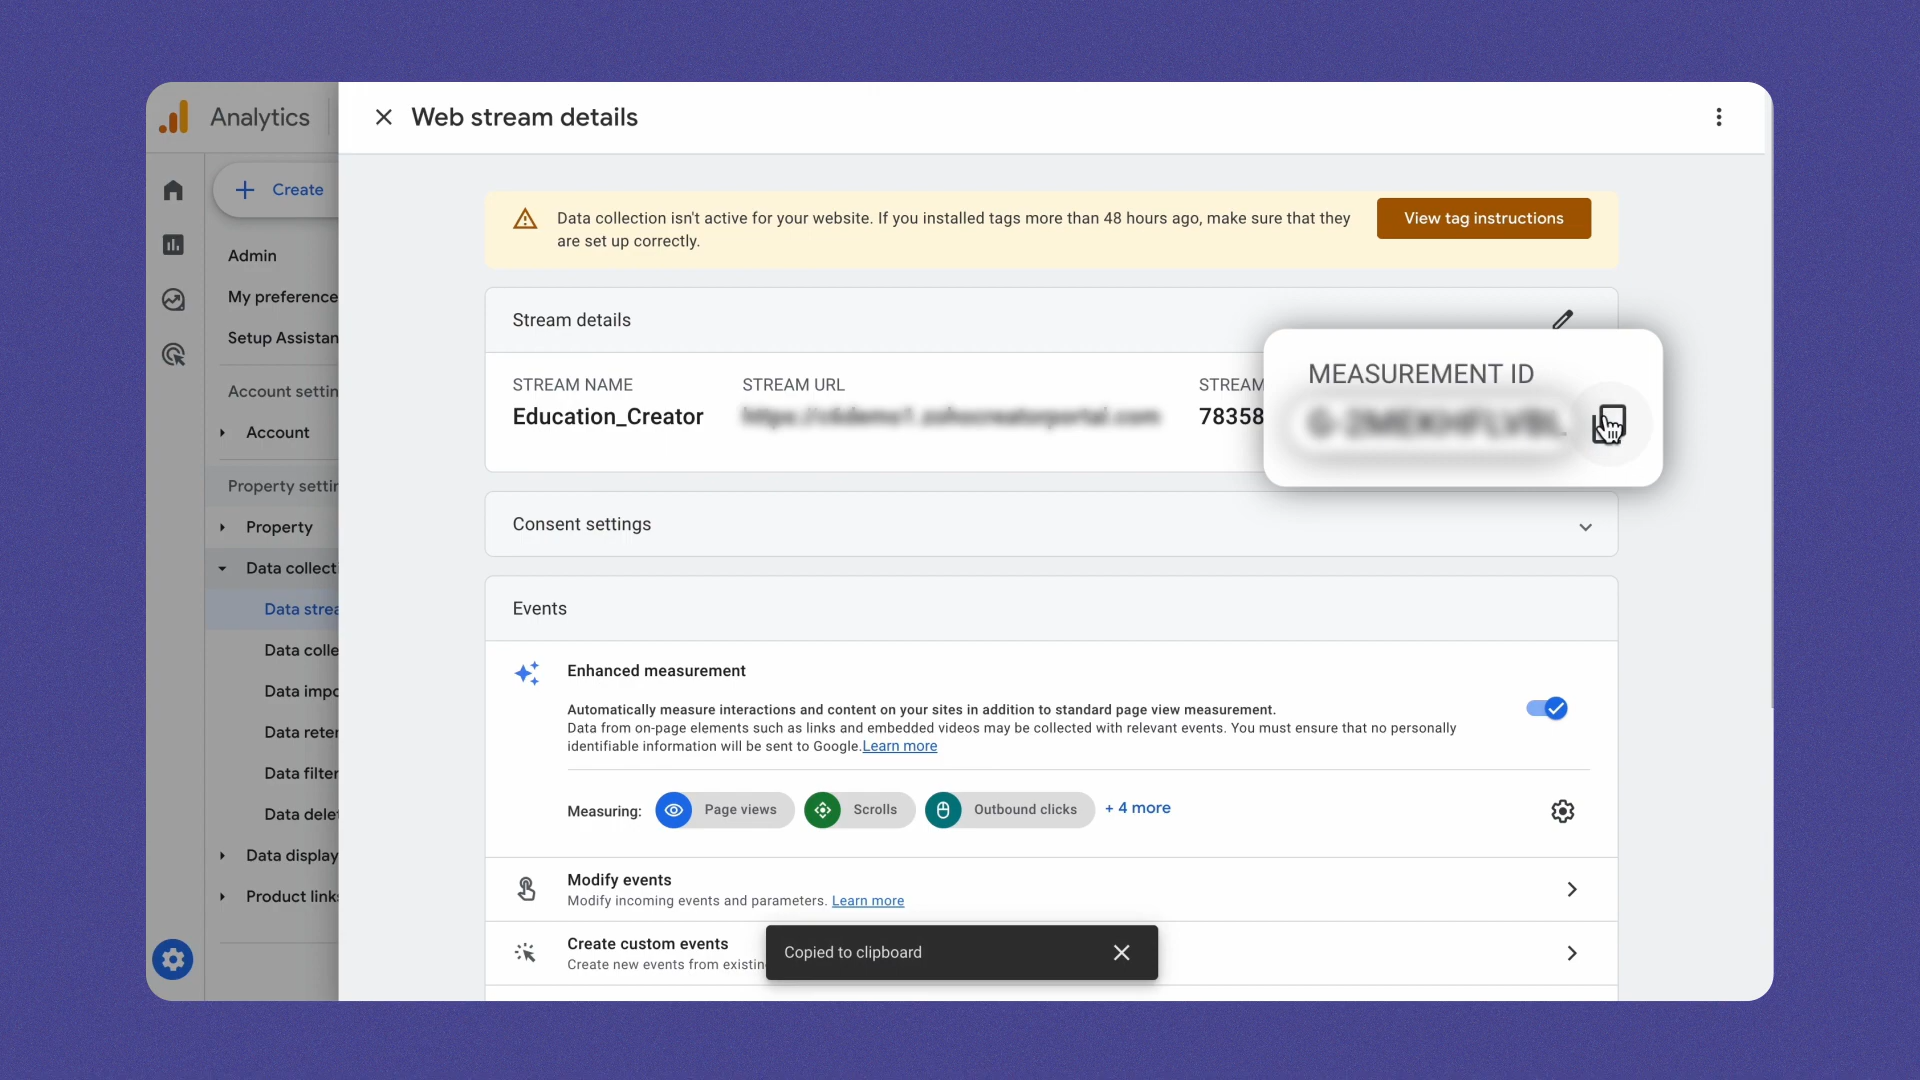 Analytics
Web stream details
Create
Data collection isn't active for your website. If you installed tags more than 48 hours ago, make sure that they
are set up correctly.
View tag instructions
Admin
My preference
Setup Assistan
Account settin
Account
Property settin
Property
Data collecti
Data strea
Data colle
Data impo
Data reten
Data filter
Data delet
Data display
Product links
Stream details
STREAM NAME
Education_Creator
STREAM URL
STREAM
78358
MEASUREMENT ID
Consent settings
Events
Enhanced measurement
Automatically measure interactions and content on your sites in addition to standard page view measurement.
Data from on-page elements such as links and embedded videos may be collected with relevant events. You must ensure that no personally
identifiable information will be sent to Google.Learn more
Measuring:
Page views
Scrolls
Outbound clicks
+ 4 more
Modify events
Modify incoming events and parameters. Learn more
Create custom events
Create new events from existin
Copied to clipboard